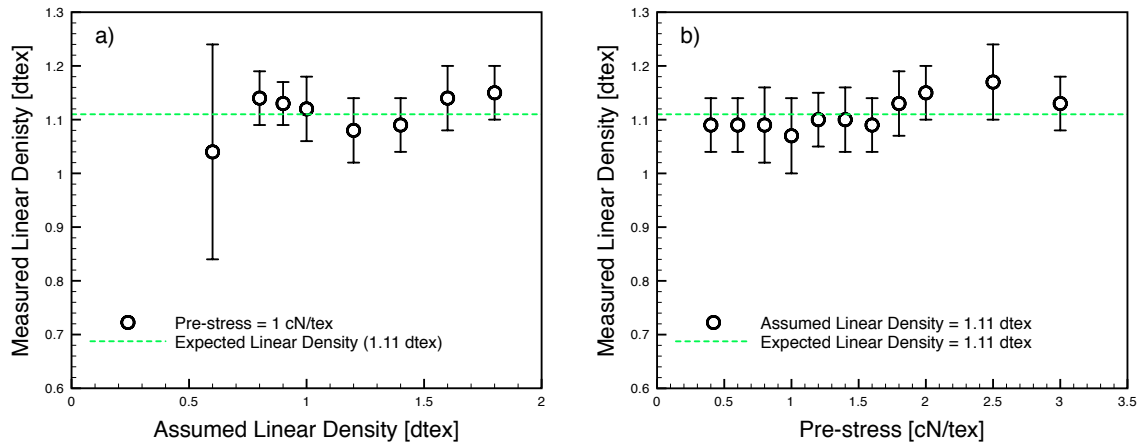 a)
Measured Linear Density [dtex]
1.3
1.2
1.1
1
0.9
0.8
0.7
0.6
Pre-stress = 1 cN/tex
Expected Linear Density (1.11 dtex)
0 0.5 1 1.5 2
Assumed Linear Density [dtex]
b)
Measured Linear Density [dtex]
1.3
1.2
1.1
1
0.9
0.8
0.7
0.6
Assumed Linear Density = 1.11 dtex
Expected Linear Density = 1.11 dtex
0 0.5 1 1.5 2 2.5 3 3.5
Pre-stress [cN/tex]